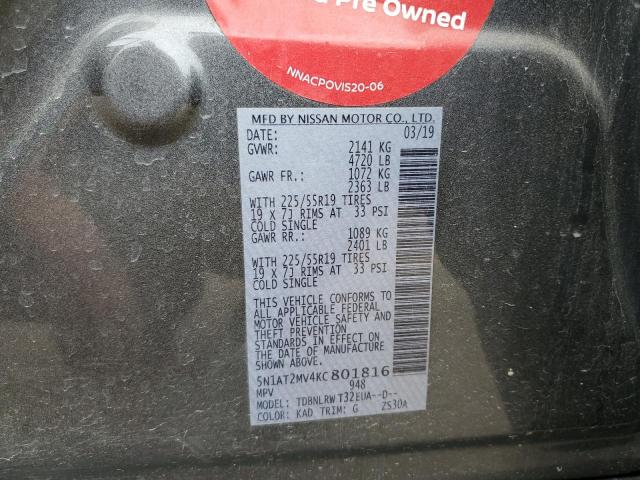 Pre Owned
NNACPOVIS20-06
MFD BY NISSAN MOTOR CO., LTD.
DATE: 03/19
GVWR: 2141 KG
4720 LB
GAWR FR.: 1072 KG
2363 LB
WITH 225/55R19 TIRES
19 X 7J RIMS AT 33 PSI
COLD SINGLE
GAWR RR.: 1089 KG
2401 LB
WITH 225/55R19 TIRES
19 X 7J RIMS AT 33 PSI
COLD SINGLE
THIS VEHICLE CONFORMS TO
ALL APPLICABLE FEDERAL
MOTOR VEHICLE SAFETY AND
THEFT PREVENTION
STANDARDS IN EFFECT ON
THE DATE OF MANUFACTURE
SHOWN ABOVE.
5N1AT2MV4KC801816
MPV 948
MODEL: TDBNLRW T32EUA--D--
COLOR: KAD TRIM: G ZS30A